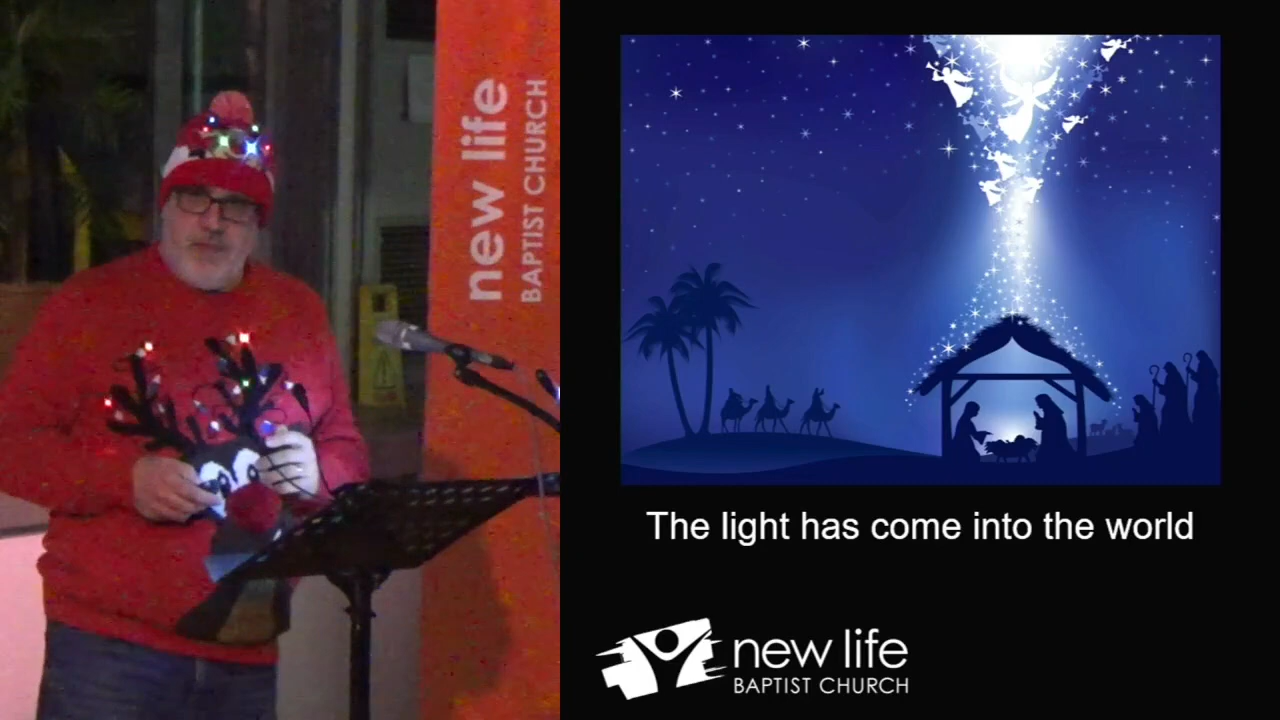 new life
BAPTIST CHURCH
The light has come into the world
new life
BAPTIST CHURCH